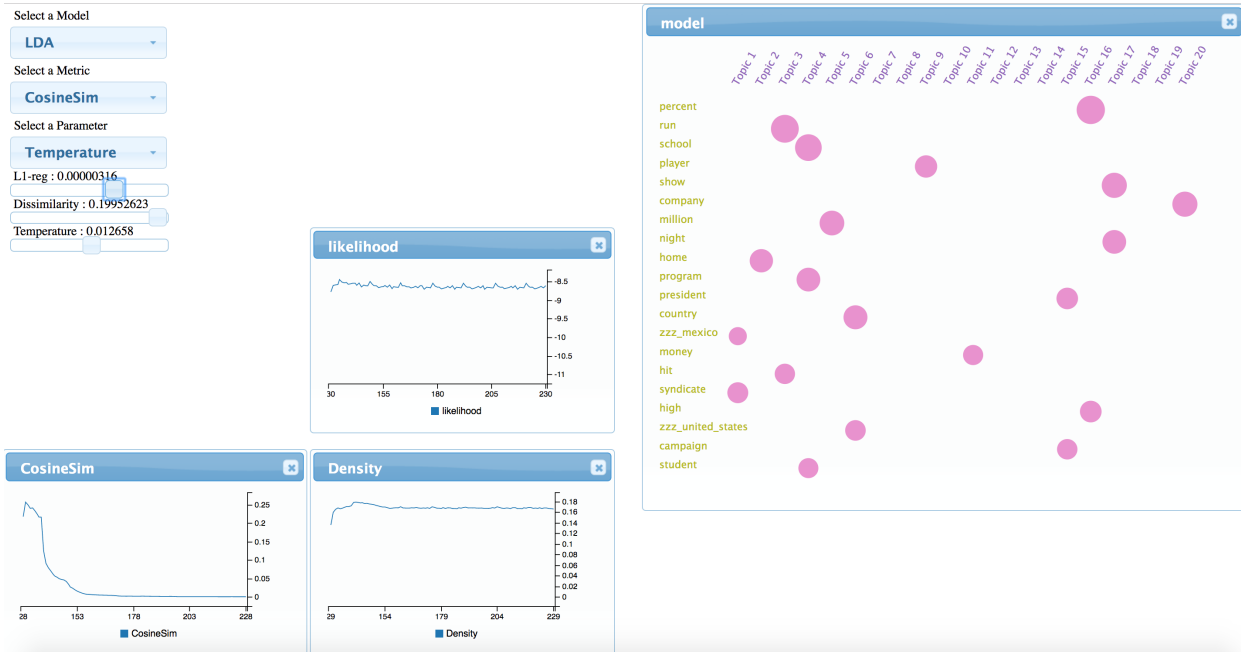 Select a Model
LDA
Select a Metric
CosineSim
Select a Parameter
Temperature
L1-reg : 0.00000316
Dissimilarity : 0.19952623
Temperature : 0.012658
likelihood
-8.5
-9
-9.5
-10
-10.5
-11
30 155 180 205 230
likelihood
CosineSim
0.25
0.2
0.15
0.1
0.05
0
28 153 178 203 228
CosineSim
Density
0.18
0.16
0.14
0.12
0.1
0.08
0.06
0.04
0.02
0
29 154 179 204 229
Density
model
Topic 1 Topic 2 Topic 3 Topic 4 Topic 5 Topic 6 Topic 7 Topic 8 Topic 9 Topic 10 Topic 11 Topic 12 Topic 13 Topic 14 Topic 15 Topic 16 Topic 17 Topic 18 Topic 19 Topic 20
percent
run
school
player
show
company
million
night
home
program
president
country
zzz_mexico
money
hit
syndicate
high
zzz_united_states
campaign
student